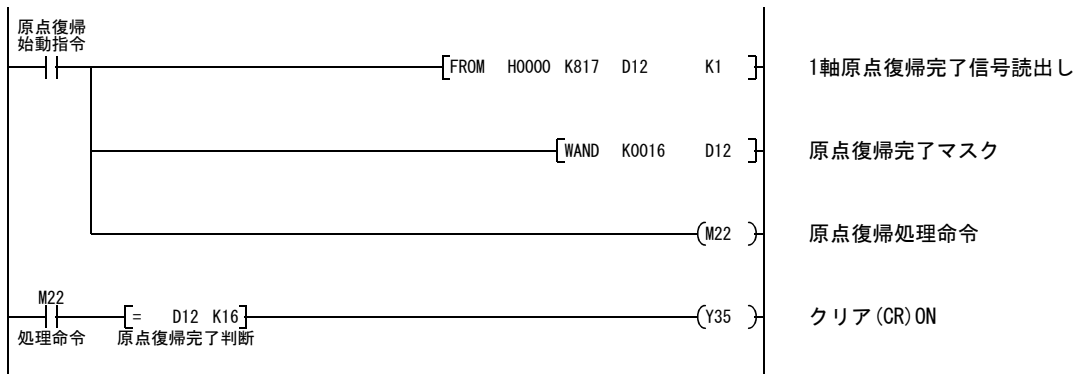 原点復帰
始動指令
[FROM H0000 K817 D12 K1 ] 1軸原点復帰完了信号読出し
[WAND K0016 D12 ] 原点復帰完了マスク
(M22 ) 原点復帰処理命令
M22
[= D12 K16] (Y35 ) クリア(CR)ON
処理命令 原点復帰完了判断